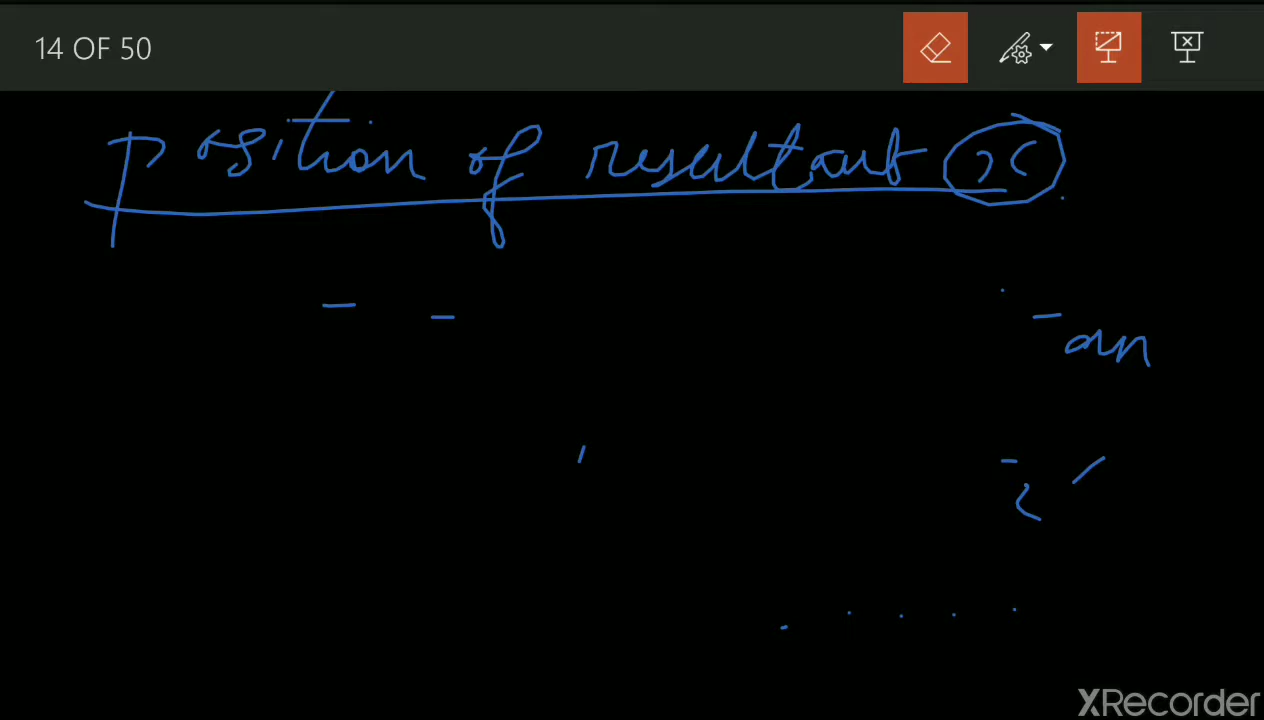 14 OF 50
position of resultant x
XRecorder